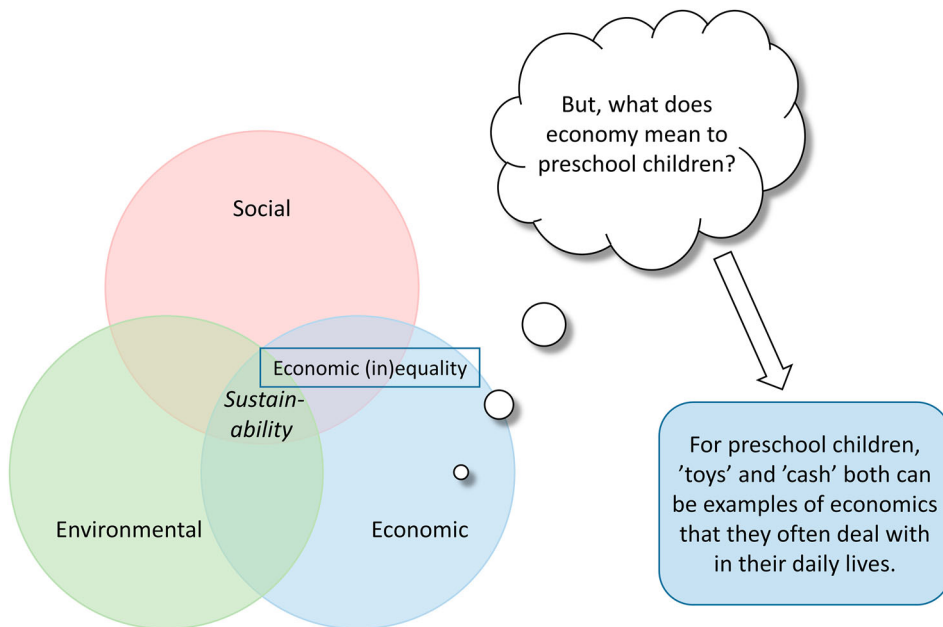 But, what does
economy mean to
preschool children?
Social
Economic (in)equality
Sustain-
ability
Environmental
Economic
For preschool children,
’toys’ and ’cash’ both can
be examples of economics
that they often deal with
in their daily lives.